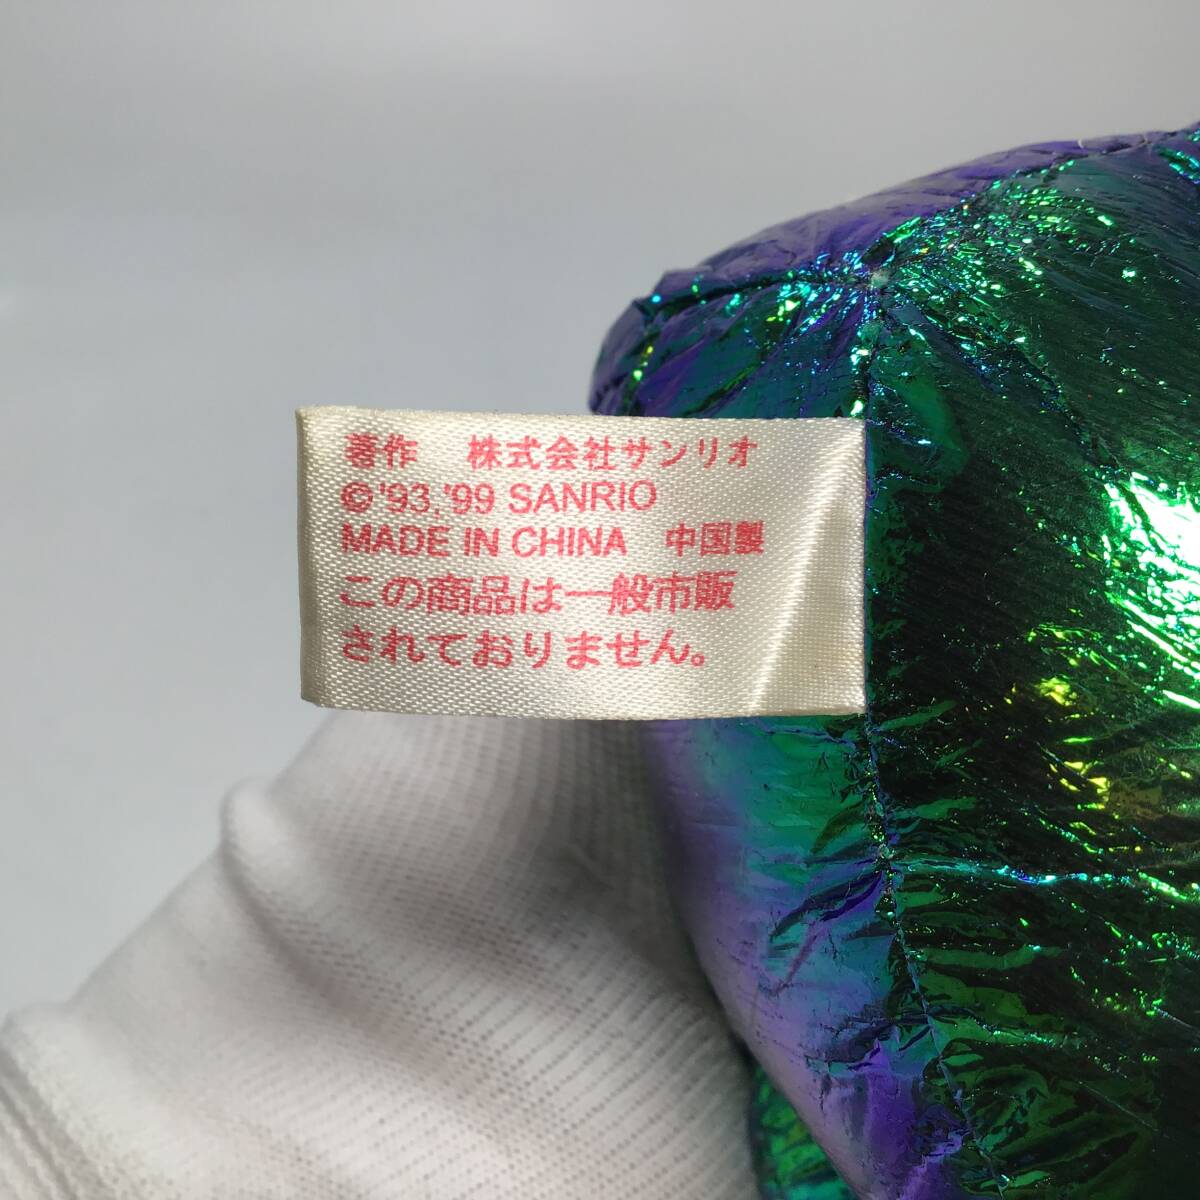 著作　株式会社サンリオ
©'93,'99 SANRIO
MADE IN CHINA　中国製
この商品は一般市販
されておりません。